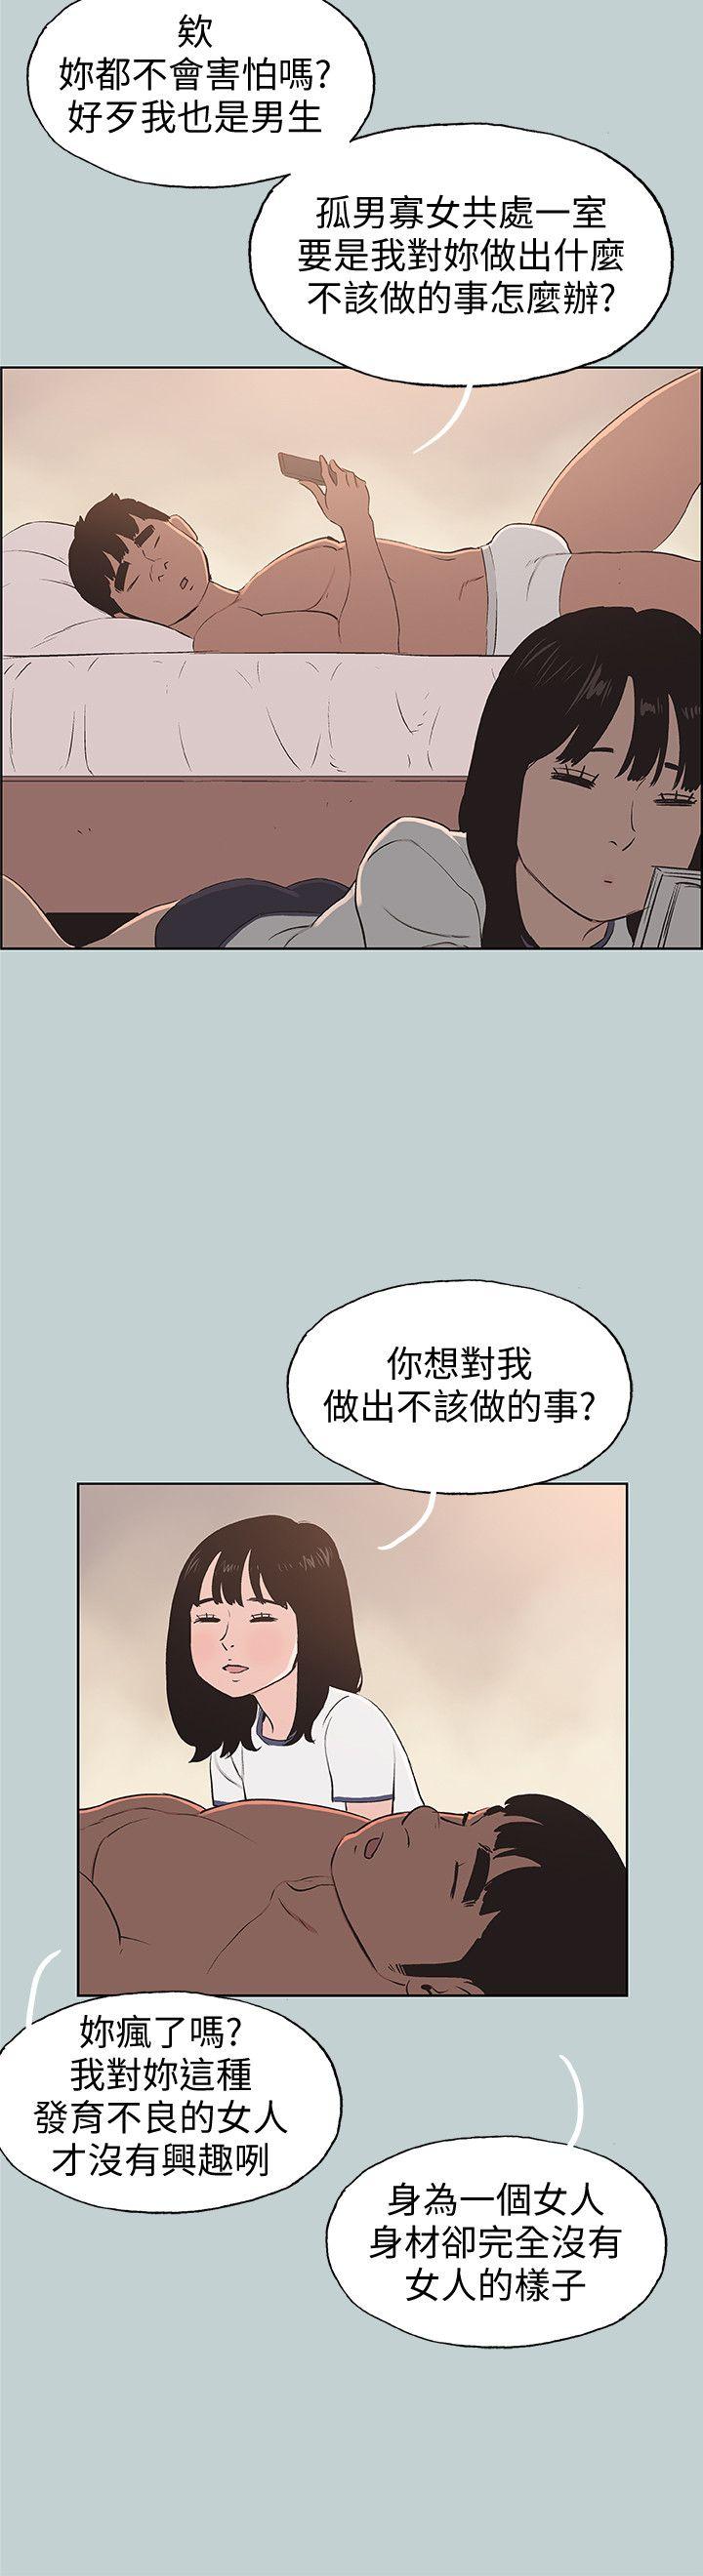 欸
妳都不會害怕嗎?
好歹我也是男生
孤男寡女共處一室
要是我對妳做出什麼
不該做的事怎麼辦?
你想對我
做出不該做的事?
妳瘋了嗎?
我對妳這種
發育不良的女人
才沒有興趣咧
身為一個女人
身材卻完全沒有
女人的樣子